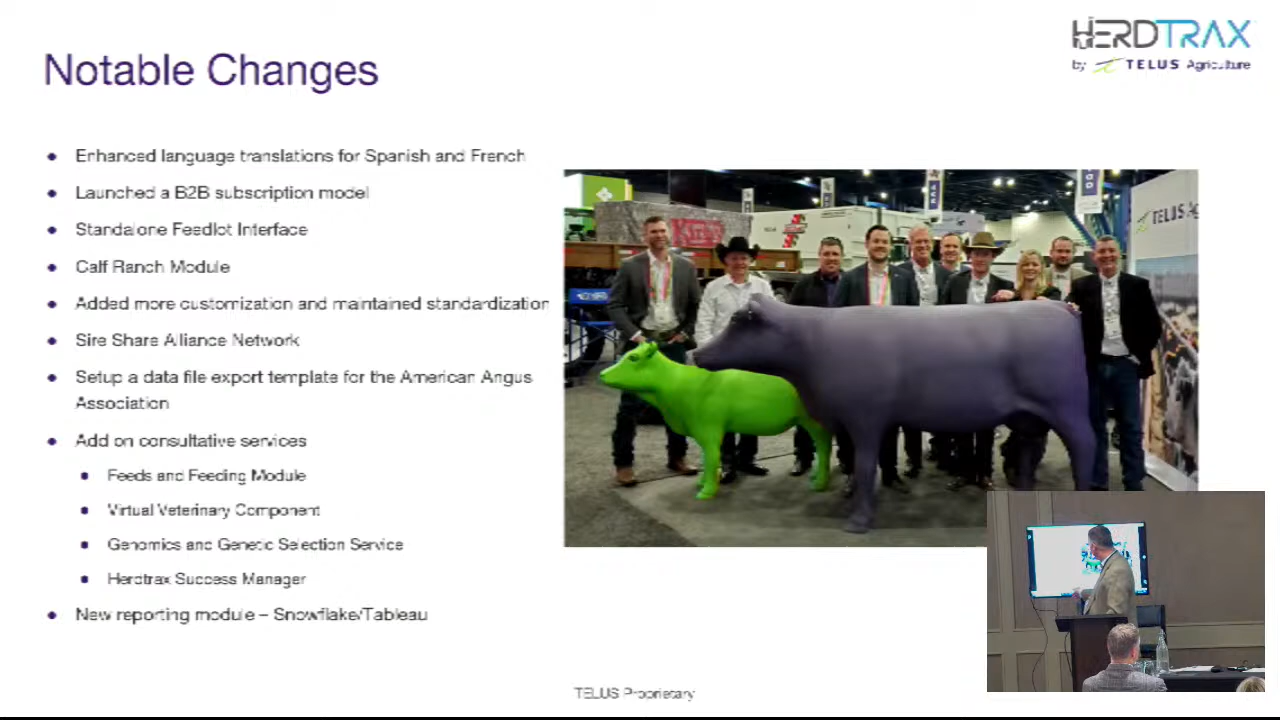 HERDTRAX
by TELUS Agriculture
Notable Changes
Enhanced language translations for Spanish and French
Launched a B2B subscription model
Standalone Feedlot Interface
Calf Ranch Module
Added more customization and maintained standardization
Sire Share Alliance Network
Setup a data file export template for the American Angus
Association
Add on consultative services
Feeds and Feeding Module
Virtual Veterinary Component
Genomics and Genetic Selection Service
Herdtrax Success Manager
New reporting module – Snowflake/Tableau
TELUS
TELUS Proprietary